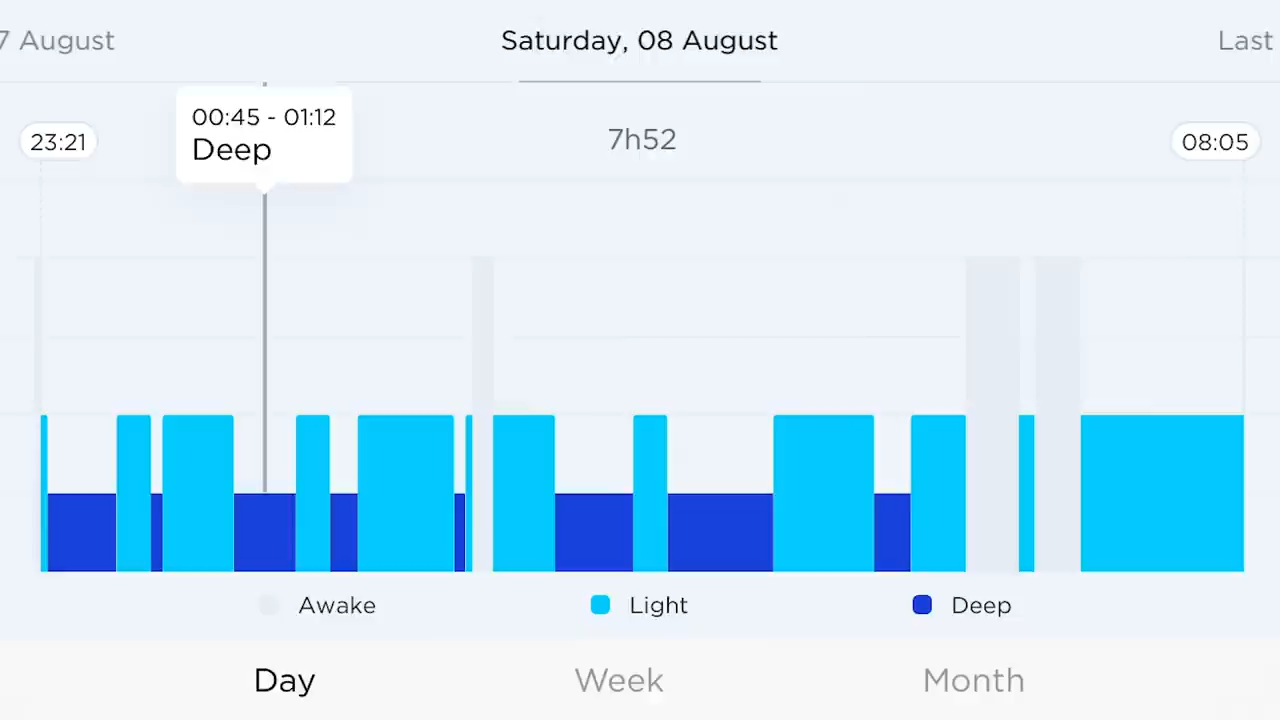 7 August
Saturday, 08 August
Last
00:45 - 01:12
Deep
23:21
7h52
08:05
Awake
Light
Deep
Day
Week
Month